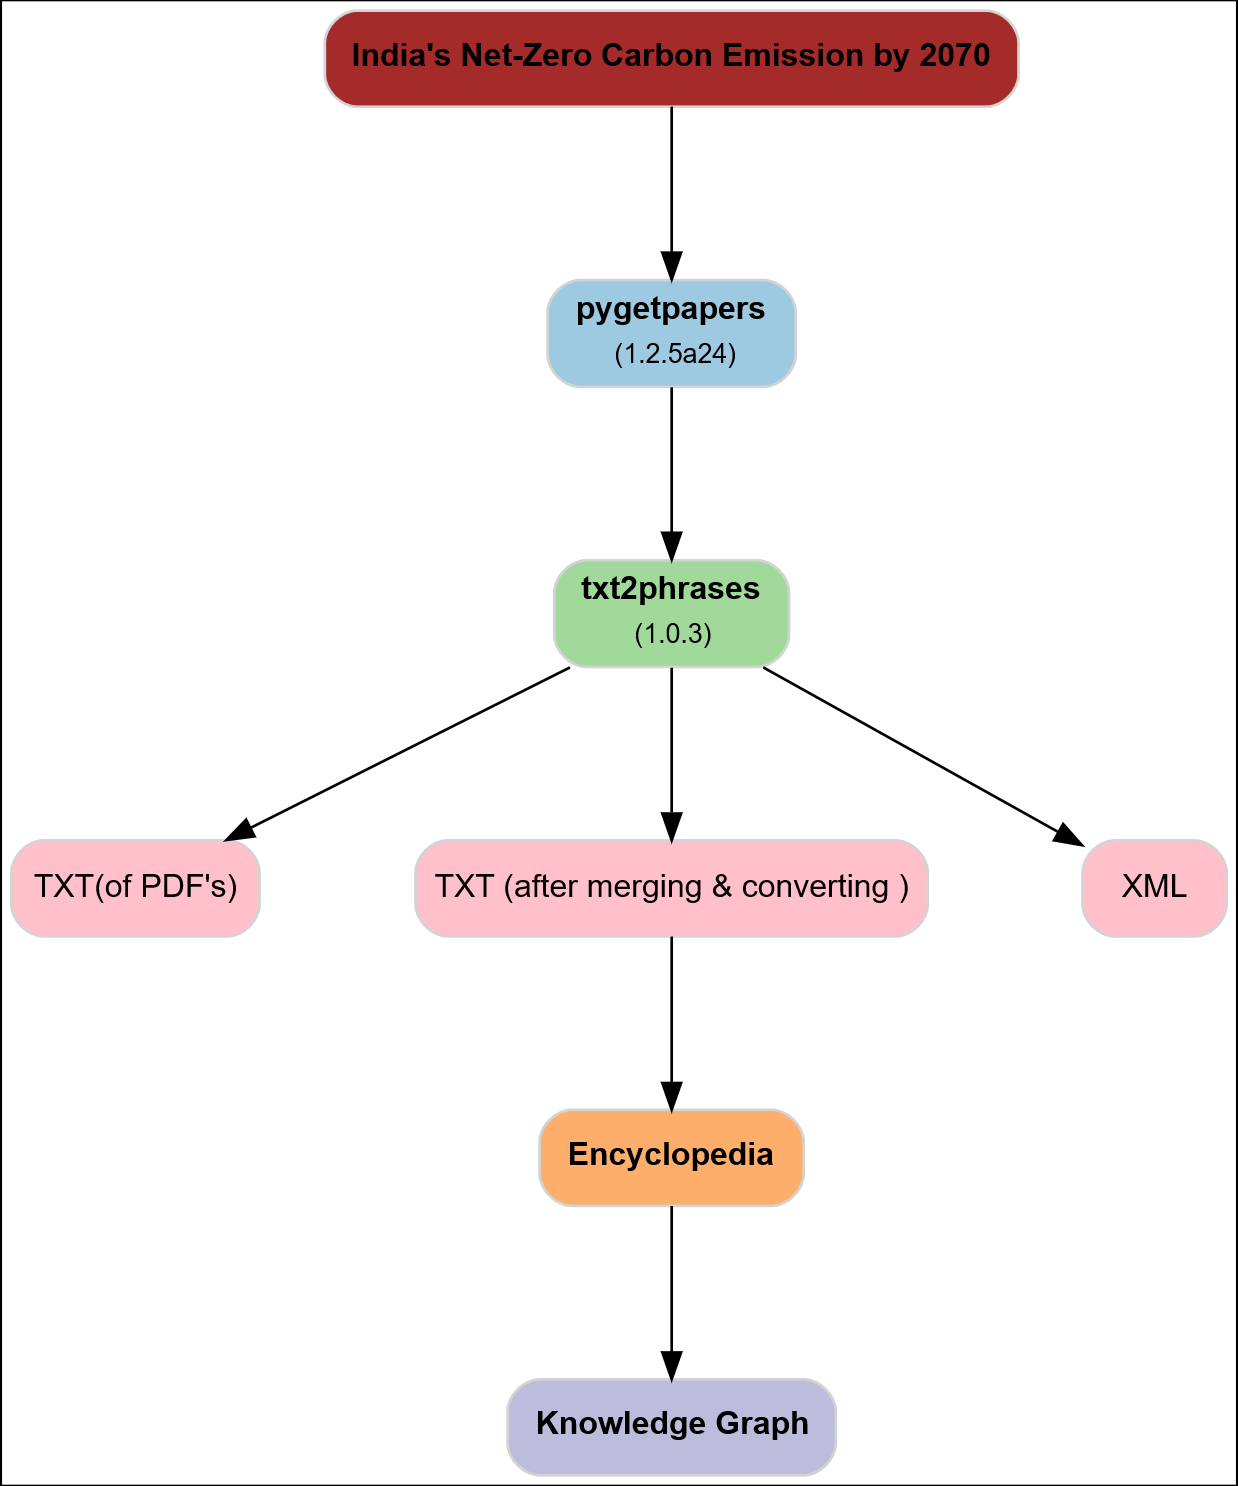 India's Net-Zero Carbon Emission by 2070
pygetpapers
(1.2.5a24)
txt2phrases
(1.0.3)
TXT(of PDF's)
TXT (after merging & converting )
XML
Encyclopedia
Knowledge Graph